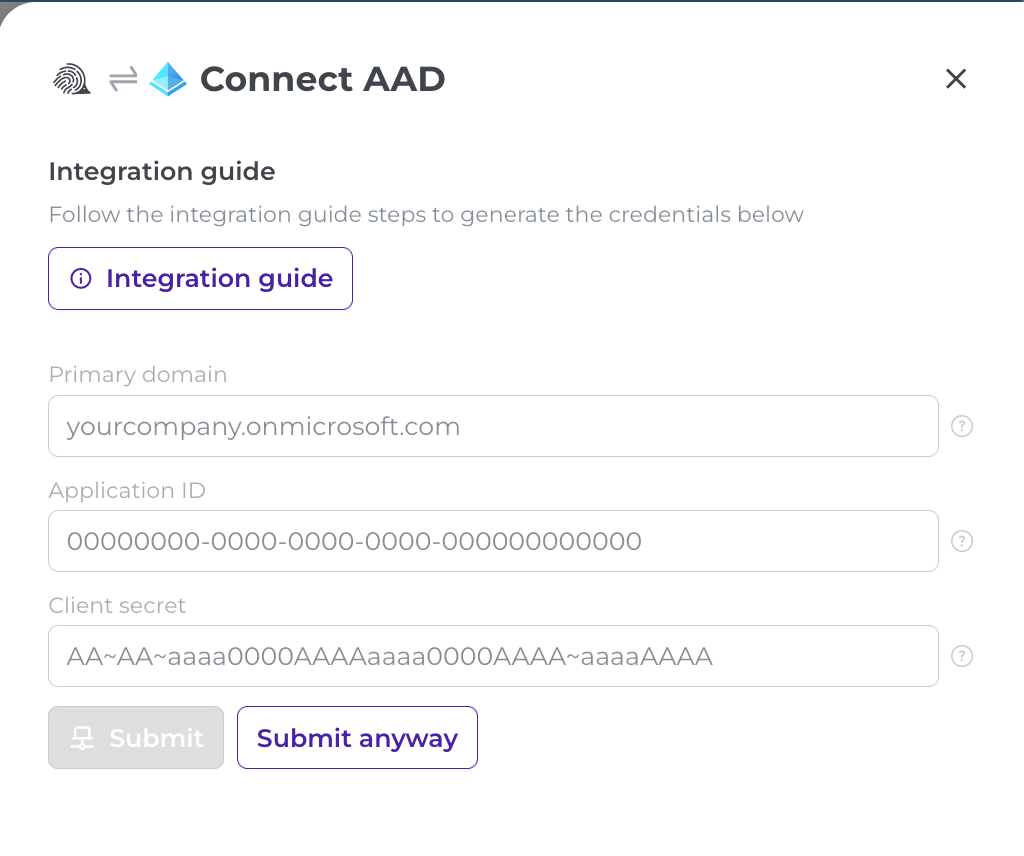 Connect AAD
Integration guide
Follow the integration guide steps to generate the credentials below
Integration guide
Primary domain
yourcompany.onmicrosoft.com
Application ID
00000000-0000-0000-0000-000000000000
Client secret
AA~AA~aaaa0000AAAAaaaa0000AAAA~aaaaAAAA
Submit
Submit anyway